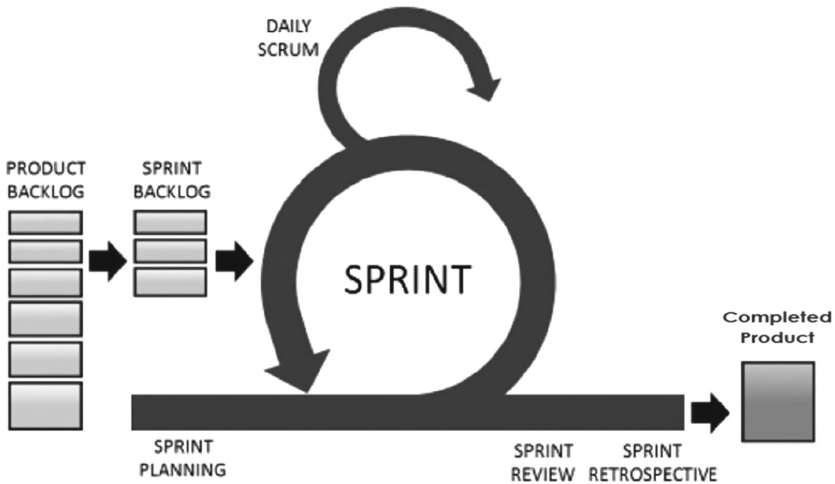 DAILY
SCRUM
PRODUCT
BACKLOG
SPRINT
BACKLOG
SPRINT
Completed
Product
SPRINT
PLANNING
SPRINT
REVIEW
SPRINT
RETROSPECTIVE